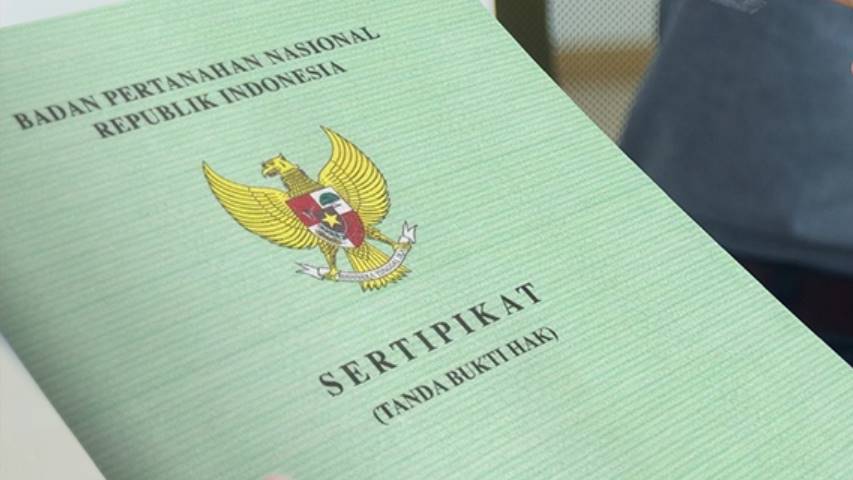 BADAN PERTANAHAN NASIONAL
REPUBLIK INDONESIA
SERTIPIKAT
(TANDA BUKTI HAK)